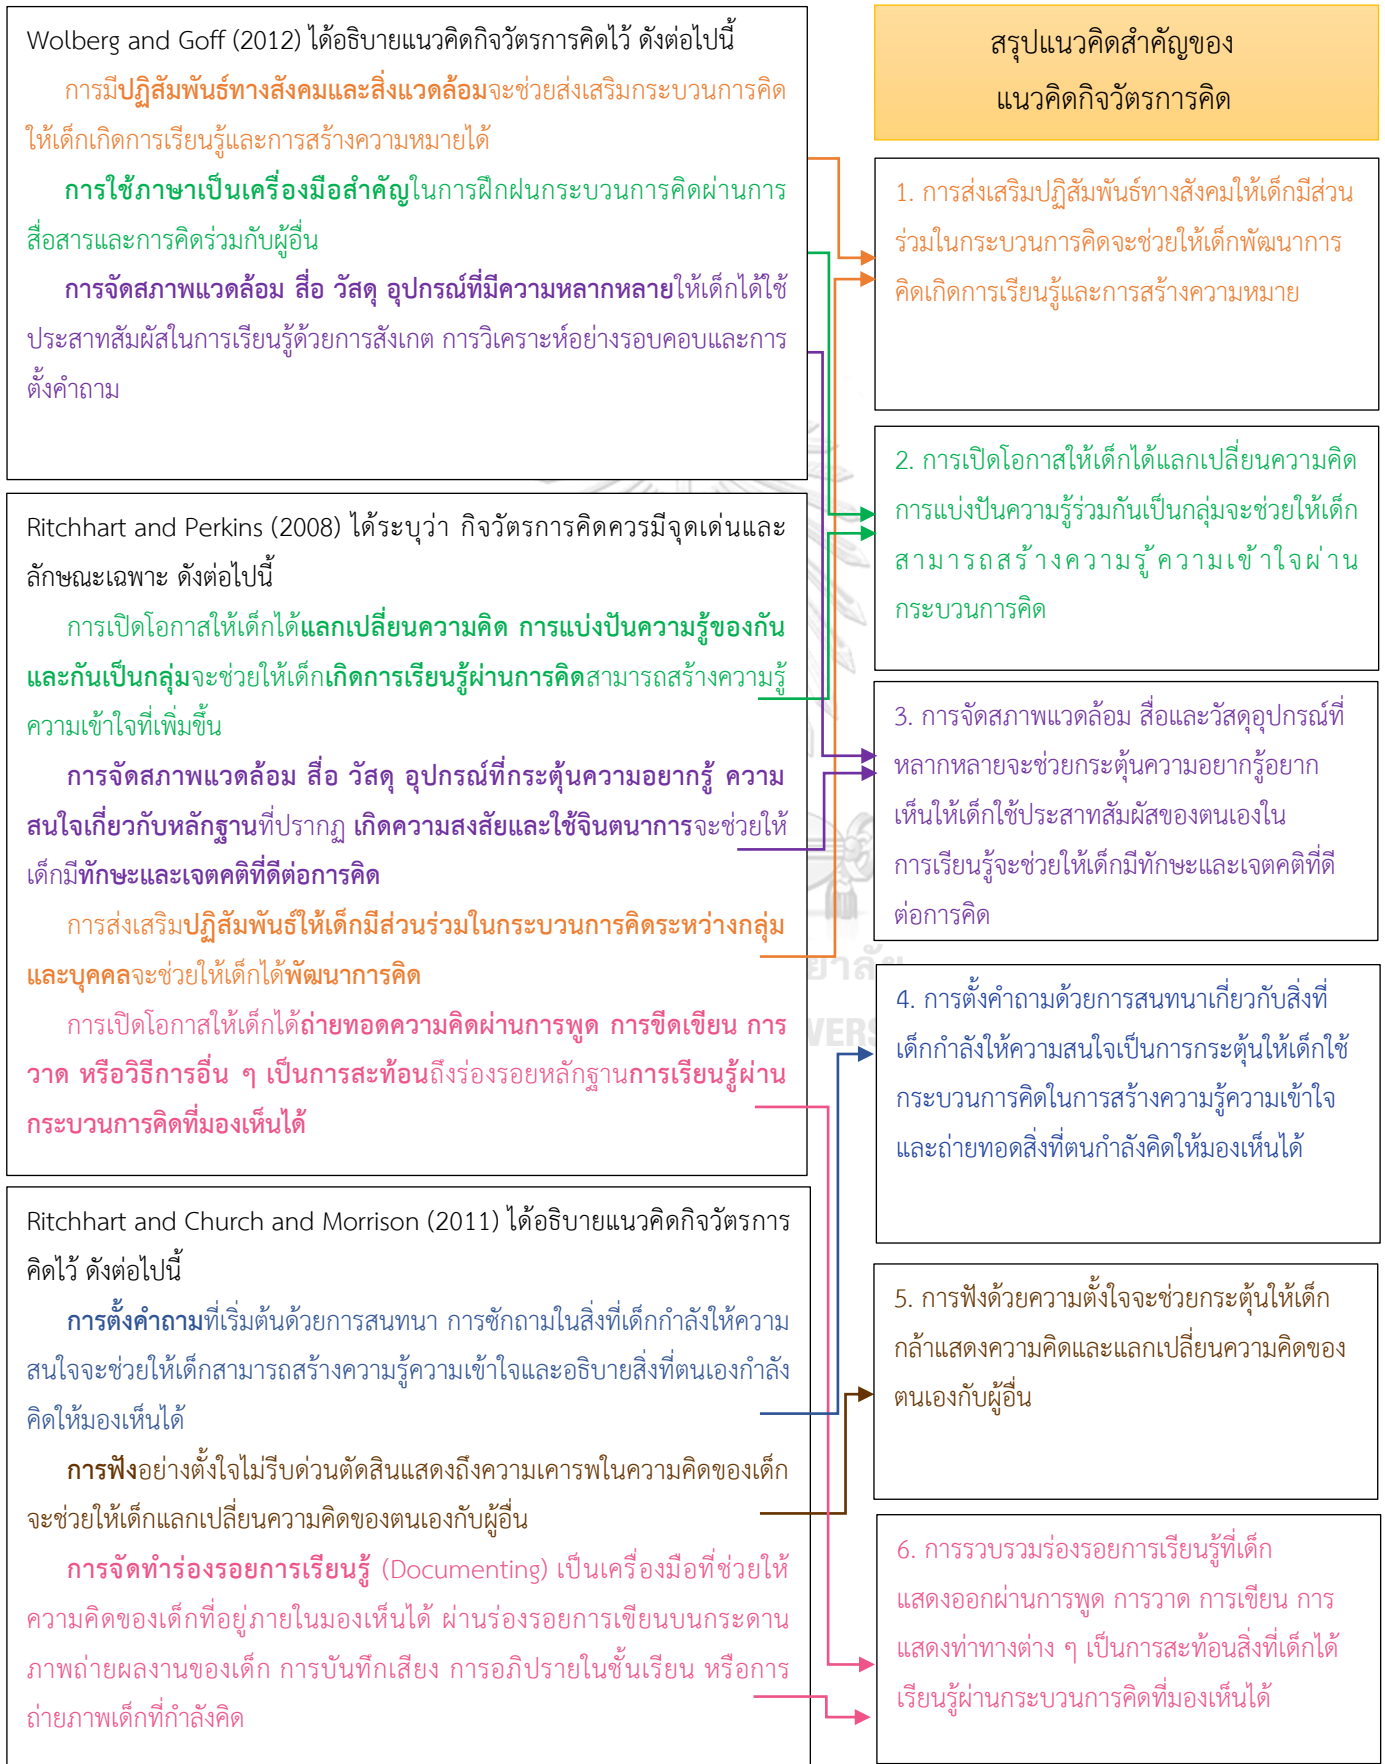 Wolberg and Goff (2012) ได้อธิบายแนวคิดกิจวัตรการคิดไว้ ดังต่อไปนี้
การมีปฏิสัมพันธ์ทางสังคมและสิ่งแวดล้อมจะช่วยส่งเสริมกระบวนการคิด
ให้เด็กเกิดการเรียนรู้และการสร้างความหมายได้
การใช้ภาษาเป็นเครื่องมือสำคัญในการฝึกฝนกระบวนการคิดผ่านการ
สื่อสารและการคิดร่วมกับผู้อื่น
การจัดสภาพแวดล้อม สื่อ วัสดุ อุปกรณ์ที่มีความหลากหลายให้เด็กได้ใช้
ประสาทสัมผัสในการเรียนรู้ด้วยการสังเกต การวิเคราะห์อย่างรอบคอบและการ
ตั้งคำถาม
Ritchhart and Perkins (2008) ได้ระบุว่า กิจวัตรการคิดควรมีจุดเด่นและ
ลักษณะเฉพาะ ดังต่อไปนี้
การเปิดโอกาสให้เด็กได้แลกเปลี่ยนความคิด การแบ่งปันความรู้ของกัน
และกันเป็นกลุ่มจะช่วยให้เด็กเกิดการเรียนรู้ผ่านการคิดสามารถสร้างความรู้
ความเข้าใจที่เพิ่มขึ้น
การจัดสภาพแวดล้อม สื่อ วัสดุ อุปกรณ์ที่กระตุ้นความอยากรู้ ความ
สนใจเกี่ยวกับหลักฐานที่ปรากฏ เกิดความสงสัยและใช้จินตนาการจะช่วยให้
เด็กมีทักษะและเจตคติที่ดีต่อการคิด
การส่งเสริมปฏิสัมพันธ์ให้เด็กมีส่วนร่วมในกระบวนการคิดระหว่างกลุ่ม
และบุคคลจะช่วยให้เด็กได้พัฒนาการคิด
การเปิดโอกาสให้เด็กได้ถ่ายทอดความคิดผ่านการพูด การขีดเขียน การ
วาด หรือวิธีการอื่น ๆ เป็นการสะท้อนถึงร่องรอยหลักฐานการเรียนรู้ผ่าน
กระบวนการคิดที่มองเห็นได้
Ritchhart and Church and Morrison (2011) ได้อธิบายแนวคิดกิจวัตรการ
คิดไว้ ดังต่อไปนี้
การตั้งคำถามที่เริ่มต้นด้วยการสนทนา การซักถามในสิ่งที่เด็กกำลังให้ความ
สนใจจะช่วยให้เด็กสามารถสร้างความรู้ความเข้าใจและอธิบายสิ่งที่ตนเองกำลัง
คิดให้มองเห็นได้
การฟังอย่างตั้งใจไม่รีบด่วนตัดสินแสดงถึงความเคารพในความคิดของเด็ก
จะช่วยให้เด็กแลกเปลี่ยนความคิดของตนเองกับผู้อื่น
การจัดทำร่องรอยการเรียนรู้ (Documenting) เป็นเครื่องมือที่ช่วยให้
ความคิดของเด็กที่อยู่ภายในมองเห็นได้ ผ่านร่องรอยการเขียนบนกระดาน
ภาพถ่ายผลงานของเด็ก การบันทึกเสียง การอภิปรายในชั้นเรียน หรือการ
ถ่ายภาพเด็กที่กำลังคิด
สรุปแนวคิดสำคัญของ
แนวคิดกิจวัตรการคิด
1. การส่งเสริมปฏิสัมพันธ์ทางสังคมให้เด็กมีส่วน
ร่วมในกระบวนการคิดจะช่วยให้เด็กพัฒนาการ
คิดเกิดการเรียนรู้และการสร้างความหมาย
2. การเปิดโอกาสให้เด็กได้แลกเปลี่ยนความคิด
การแบ่งปันความรู้ร่วมกันเป็นกลุ่มจะช่วยให้เด็ก
สามารถสร้างความรู้ความเข้าใจผ่าน
กระบวนการคิด
3. การจัดสภาพแวดล้อม สื่อและวัสดุอุปกรณ์ที่
หลากหลายจะช่วยกระตุ้นความอยากรู้อยาก
เห็นให้เด็กใช้ประสาทสัมผัสของตนเองใน
การเรียนรู้จะช่วยให้เด็กมีทักษะและเจตคติที่ดี
ต่อการคิด
4. การตั้งคำถามด้วยการสนทนาเกี่ยวกับสิ่งที่
เด็กกำลังให้ความสนใจเป็นการกระตุ้นให้เด็กใช้
กระบวนการคิดในการสร้างความรู้ความเข้าใจ
และถ่ายทอดสิ่งที่ตนกำลังคิดให้มองเห็นได้
5. การฟังด้วยความตั้งใจจะช่วยกระตุ้นให้เด็ก
กล้าแสดงความคิดและแลกเปลี่ยนความคิดของ
ตนเองกับผู้อื่น
6. การรวบรวมร่องรอยการเรียนรู้ที่เด็ก
แสดงออกผ่านการพูด การวาด การเขียน การ
แสดงท่าทางต่าง ๆ เป็นการสะท้อนสิ่งที่เด็กได้
เรียนรู้ผ่านกระบวนการคิดที่มองเห็นได้